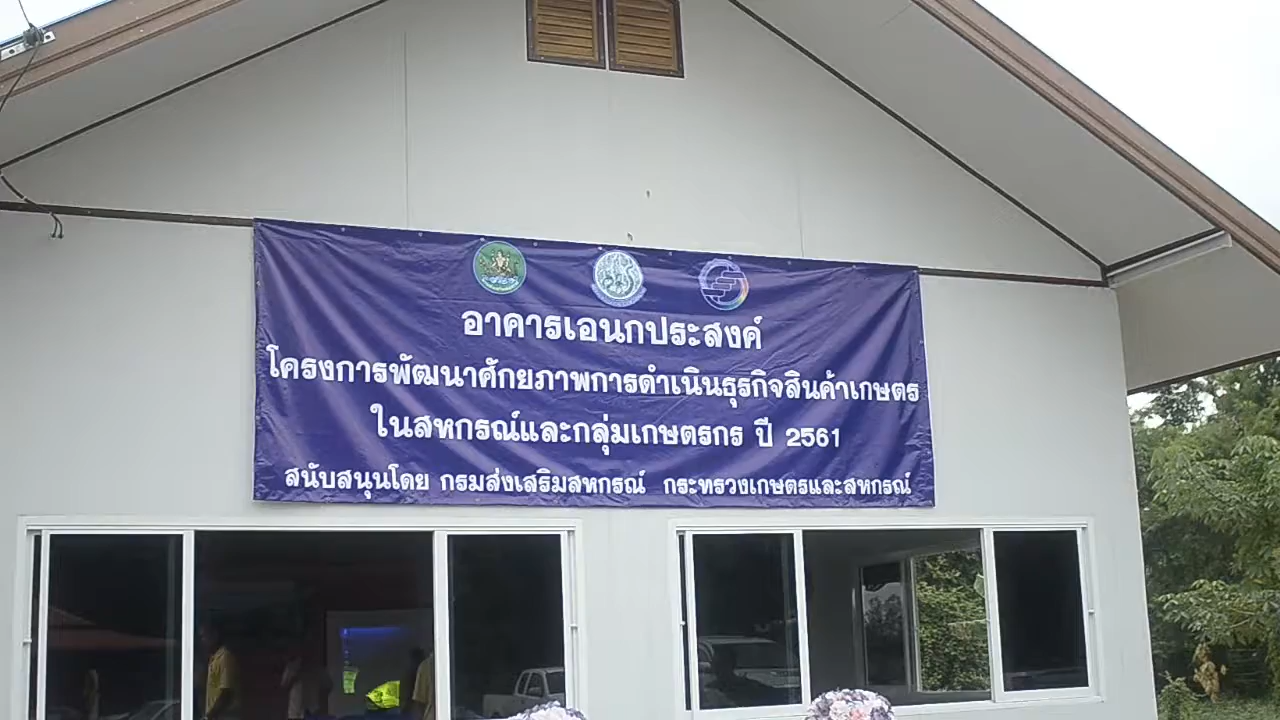 อาคารเอนกประสงค์
โครงการพัฒนาศักยภาพการดำเนินธุรกิจสินค้าเกษตร
ในสหกรณ์และกลุ่มเกษตรกร ปี 2561
สนับสนุนโดย กรมส่งเสริมสหกรณ์ กระทรวงเกษตรและสหกรณ์